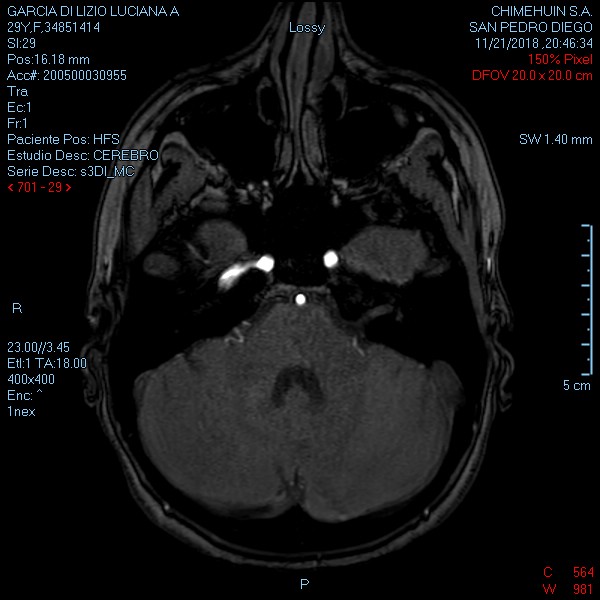 GARCIA DI LIZIO LUCIANA A
29Y,F,34851414
Sl:29
Pos:16.18 mm
Acc#: 200500030955
Tra
Ec:1
Fr:1
Paciente Pos: HFS
Estudio Desc: CEREBRO
Serie Desc: s3DI_MC
< 701 - 29 >
Lossy
CHIMEHUIN S.A.
SAN PEDRO DIEGO
11/21/2018 ,20:46:34
150% Pixel
DFOV 20.0 x 20.0 cm
SW 1.40 mm
R
23.00//3.45
Etl:1 TA:18.00
400x400
Enc: ^
1nex
5 cm
P
C 564
W 981